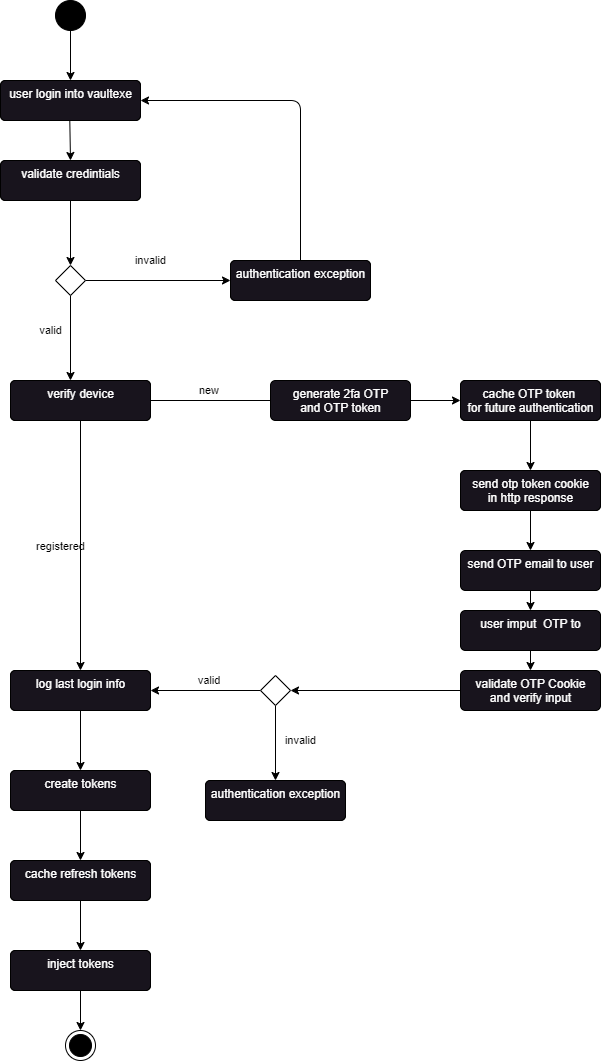 user login into vaultexe
validate credintials
invalid
authentication exception
valid
verify device
new
generate 2fa OTP
and OTP token
cache OTP token
for future authentication
send otp token cookie
in http response
registered
send OTP email to user
user imput  OTP to
validate OTP Cookie
and verify input
valid
log last login info
invalid
authentication exception
create tokens
cache refresh tokens
inject tokens